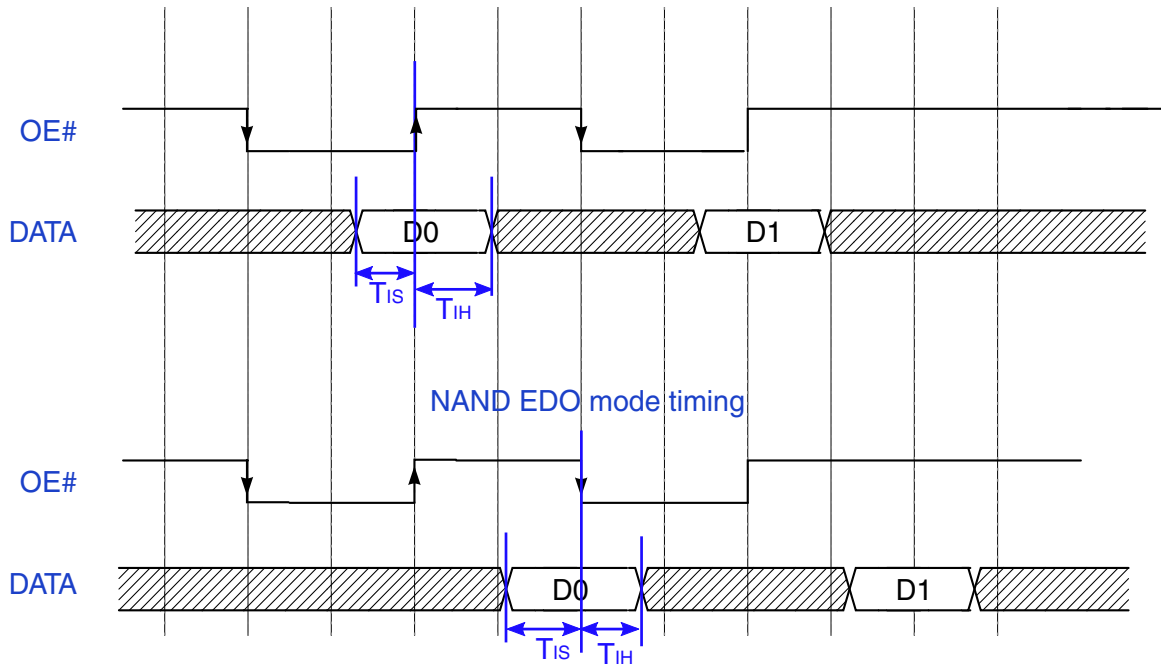 OE#
DATA
D0
D1
TIS
TIH
NAND EDO mode timing
OE#
DATA
D0
D1
TIS
TIH